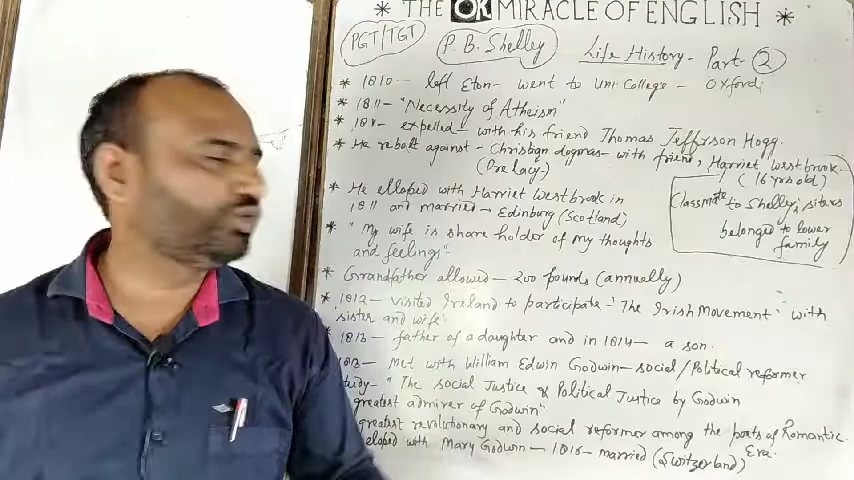 * THE OK MIRACLE OF ENGLISH *
PGT/TGT P. B. Shelley Life History - Part 2
* 1810 - left Eton - went to Uni. College - Oxford
* 1811 - "Necessity of Atheism"
* expelled - with his friend Thomas Jeffrson Hogg.
* He rebolt against - Christian dogmas - with friend, Harriet Westbrook.
(Prelacy) (16 yrs old)
Classmate to Shelley's sisters
belonged to lower
family
* He elloped with Harriet Westbrook in
1811 and married - Edinburg (Scotland)
* "My wife is share holder of my thoughts
and feelings".
* Grandfather allowed - 200 pounds (annually)
* 1812 - visited Ireland to participate - 'The Irish Movement' with
sister and wife.
* 1813 - father of a daughter and in 1814 - a son.
1813 - Met with William Edwin Godwin - social/Political reformer
"The social Justice & Political Justice by Godwin
greatest admirer of Godwin"
greatest revolutionary and social reformer among the poets of Romantic
Era.
eloped with Mary Godwin - 1816 - married (Switzerland)